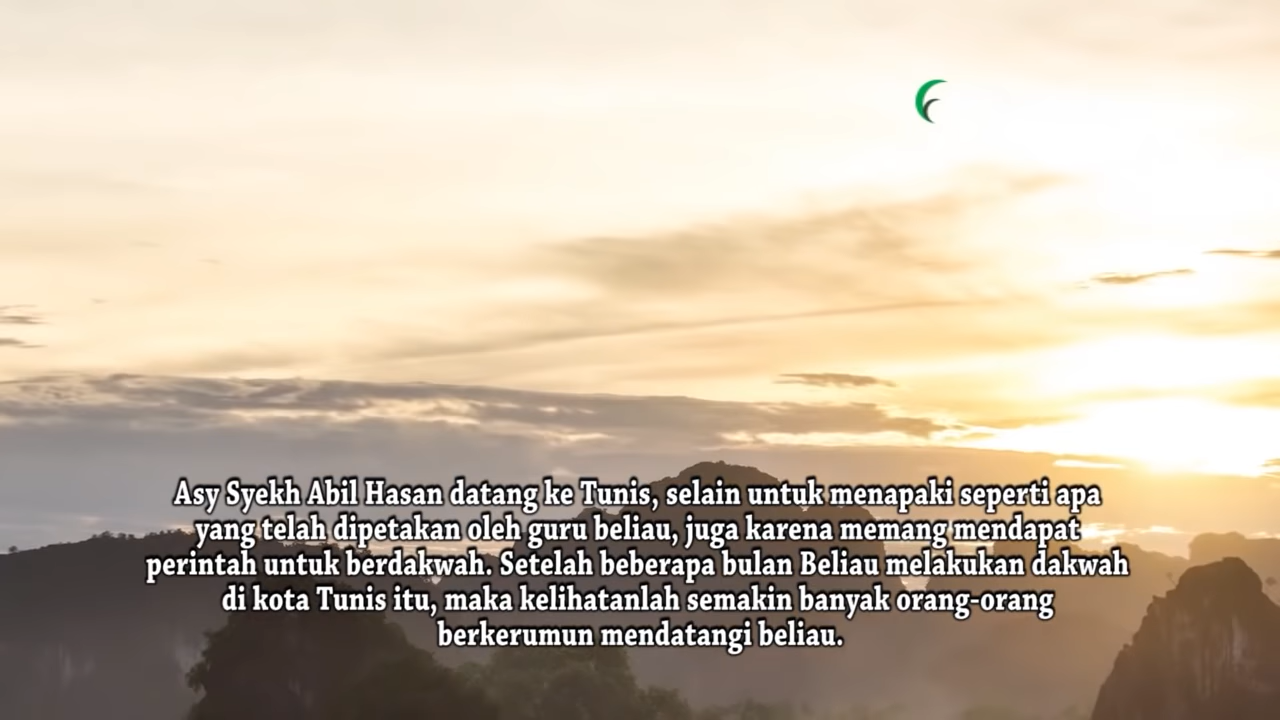 Asy Syekh Abil Hasan datang ke Tunis, selain untuk menapaki seperti apa
yang telah dipetakan oleh guru beliau, juga karena memang mendapat
perintah untuk berdakwah. Setelah beberapa bulan Beliau melakukan dakwah
di kota Tunis itu, maka kelihatanlah semakin banyak orang-orang
berkerumun mendatangi beliau.